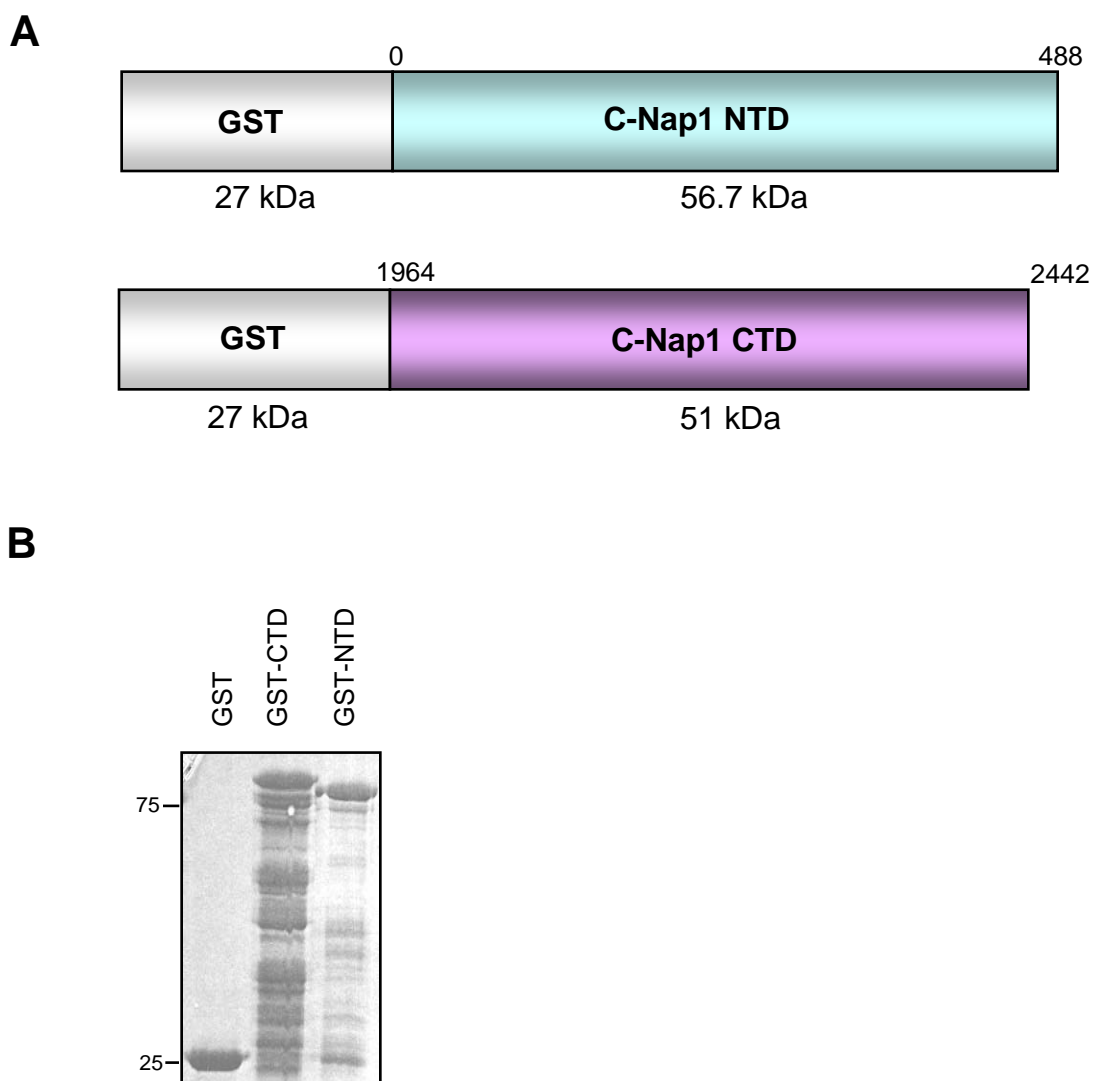 A
0 488
GST C-Nap1 NTD
27 kDa 56.7 kDa
1964 2442
GST C-Nap1 CTD
27 kDa 51 kDa
B
GST
GST-CTD
GST-NTD
75
25